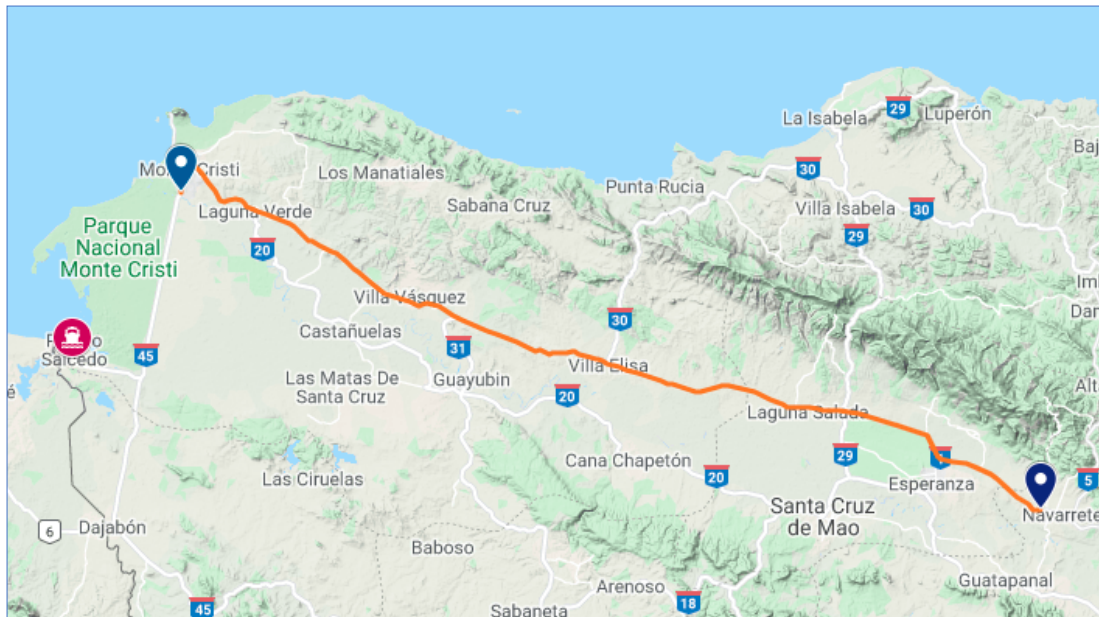 La Isabela
29
Luperón
Monte Cristi
Los Manatiales
Punta Rucia
30
Laguna Verde
Sabana Cruz
Villa Isabela
30
Parque
Nacional
Monte Cristi
20
29
Villa Vásquez
Castañuelas
30
31
Salcedo
45
Villa Elisa
Las Matas De
Santa Cruz
Guayubin
20
Laguna Salada
Cana Chapetón
29
Esperanza
5
Las Ciruelas
20
Santa Cruz
de Mao
Navarrete
6
Dajabón
Baboso
Arenoso
Guatapanal
45
Sabaneta
18